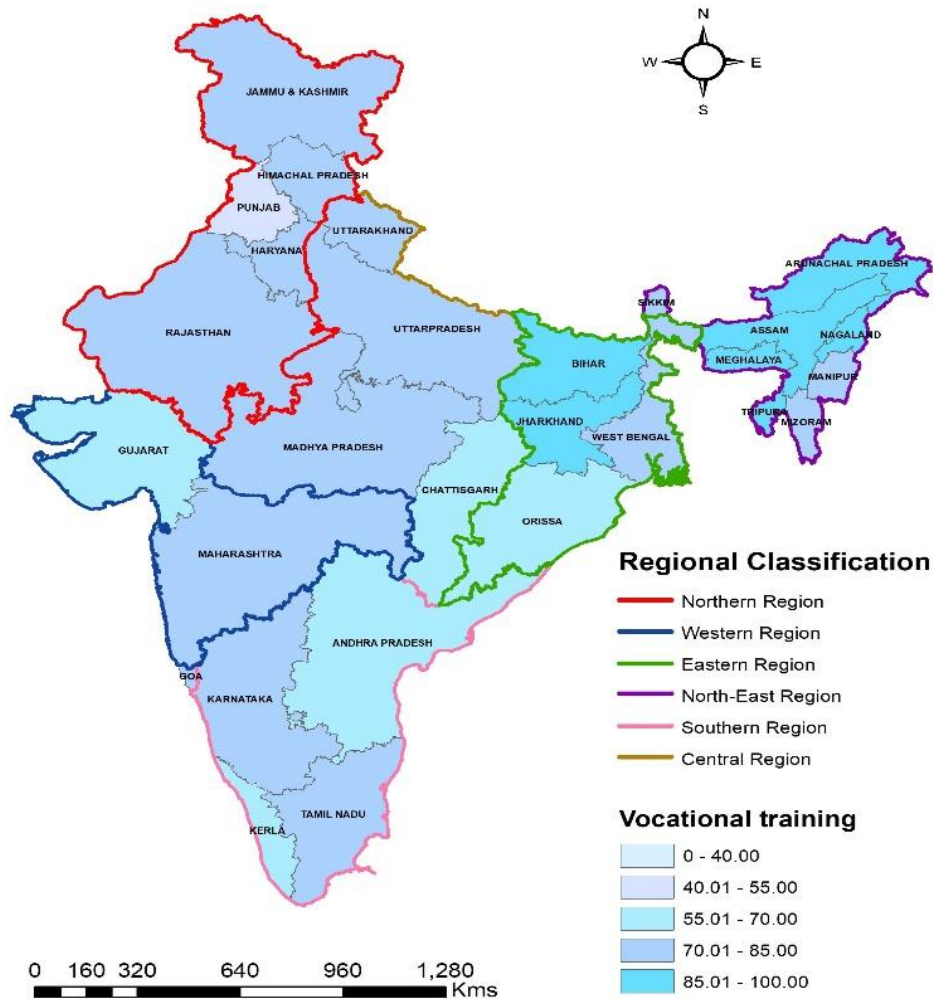 N
W E
S
JAMMU & KASHMIR
HIMACHAL PRADESH
PUNJAB
UTTARAKHAND
HARYANA
ARUNACHAL PRADESH
SIKKIM
RAJASTHAN
UTTARPRADESH
ASSAM
NAGALAND
BIHAR
MEGHALAYA
MANIPUR
TRIPURA
MIZORAM
JHARKHAND
WEST BENGAL
GUJARAT
MADHYA PRADESH
CHATTISGARH
ORISSA
MAHARASHTRA
ANDHRA PRADESH
GOA
KARNATAKA
TAMIL NADU
KERLA
Regional Classification
Northern Region
Western Region
Eastern Region
North-East Region
Southern Region
Central Region
Vocational training
0 - 40.00
40.01 - 55.00
55.01 - 70.00
70.01 - 85.00
85.01 - 100.00
0 160 320 640 960 1,280
Kms